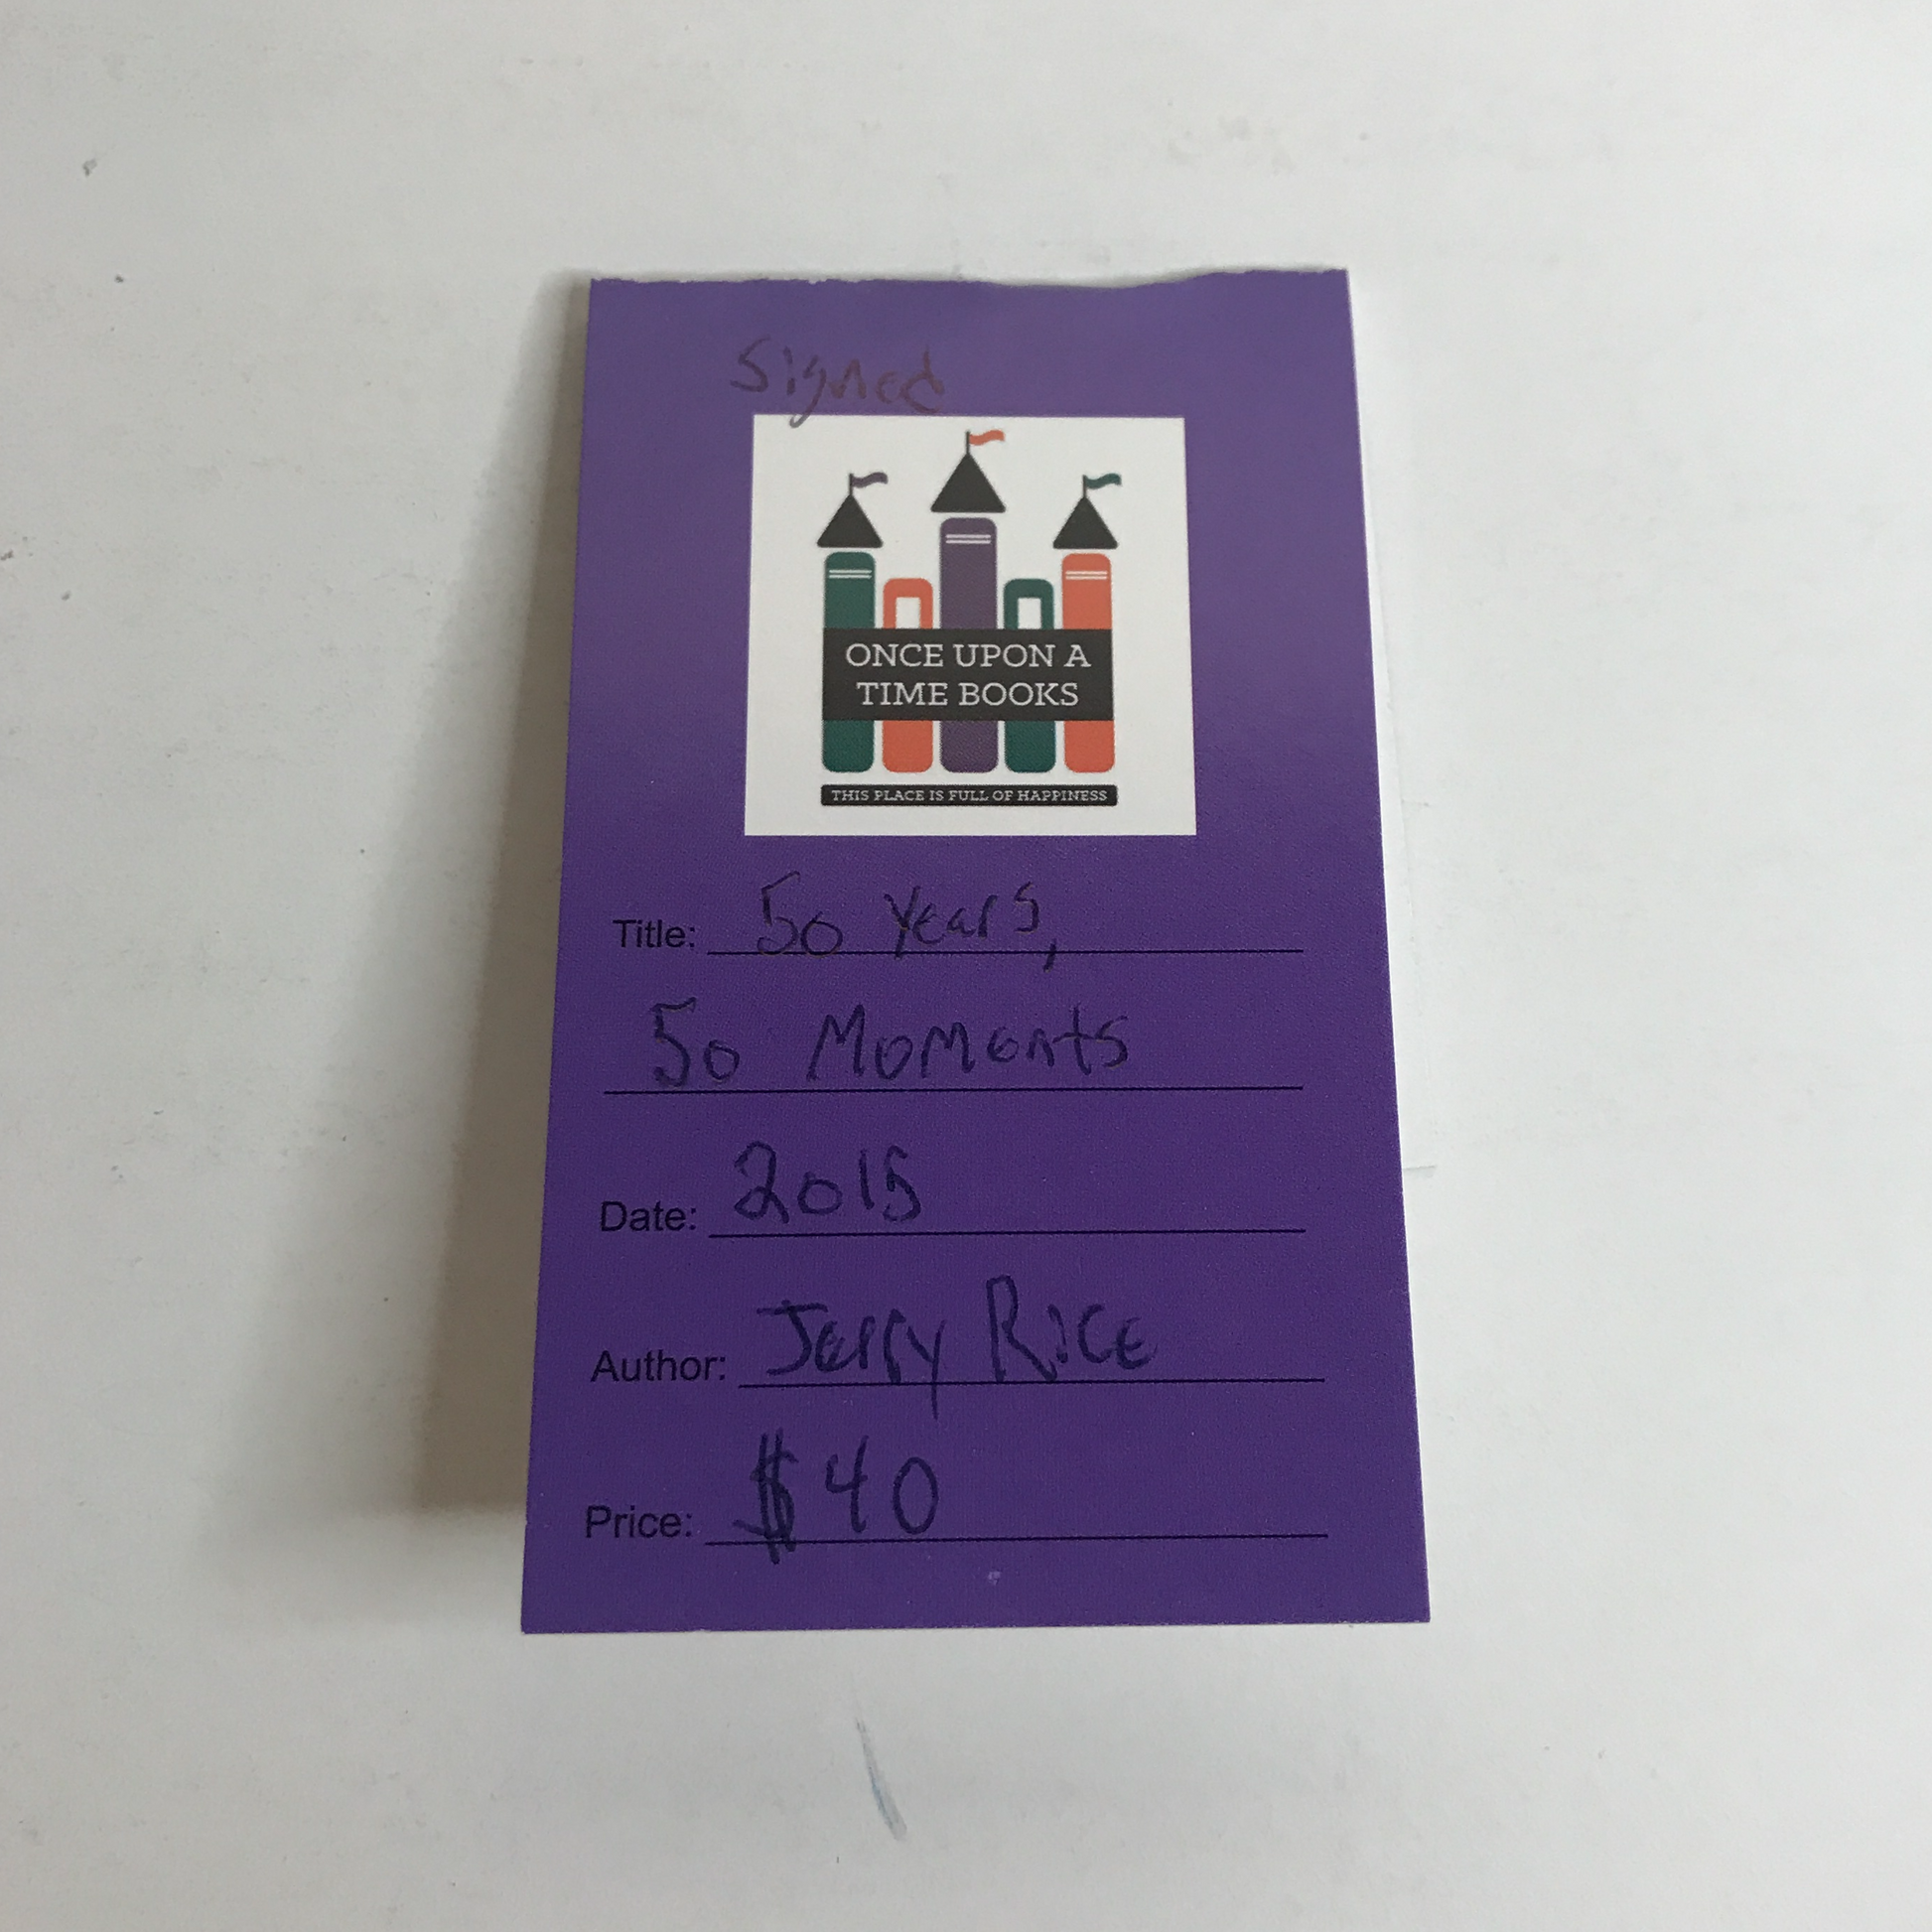 Signed
ONCE UPON A
TIME BOOKS
THIS PLACE IS FULL OF HAPPINESS
Title: 50 Years,
50 Moments
Date: 2015
Author: Jerry Rice
Price: $40